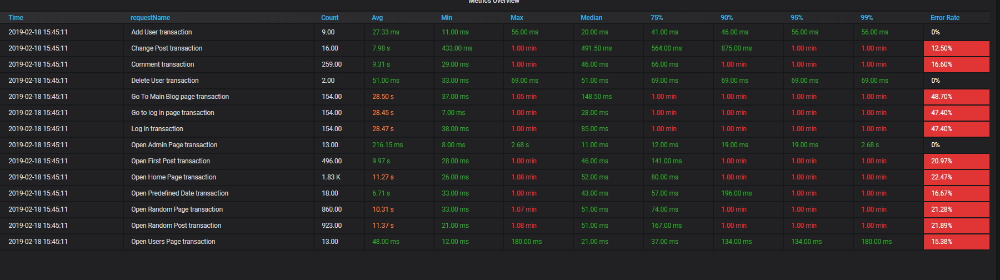 Metrics Overview
Time requestName Count Avg Min Max Median 75% 90% 95% 99% Error Rate
2019-02-18 15:45:11 Add User transaction 9.00 27.33 ms 11.00 ms 56.00 ms 20.00 ms 41.00 ms 46.00 ms 56.00 ms 56.00 ms 0%
2019-02-18 15:45:11 Change Post transaction 16.00 7.98 s 433.00 ms 1.00 min 491.50 ms 564.00 ms 875.00 ms 1.00 min 1.00 min 12.50%
2019-02-18 15:45:11 Comment transaction 259.00 9.31 s 29.00 ms 1.00 min 46.00 ms 66.00 ms 1.00 min 1.00 min 1.00 min 16.60%
2019-02-18 15:45:11 Delete User transaction 2.00 51.00 ms 33.00 ms 69.00 ms 51.00 ms 69.00 ms 69.00 ms 69.00 ms 69.00 ms 0%
2019-02-18 15:45:11 Go To Main Blog page transaction 154.00 28.50 s 37.00 ms 1.05 min 148.50 ms 1.00 min 1.00 min 1.00 min 1.00 min 48.70%
2019-02-18 15:45:11 Go to log in page transaction 154.00 28.45 s 7.00 ms 1.00 min 28.00 ms 1.00 min 1.00 min 1.00 min 1.00 min 47.40%
2019-02-18 15:45:11 Log in transaction 154.00 28.47 s 38.00 ms 1.00 min 85.00 ms 1.00 min 1.00 min 1.00 min 1.00 min 47.40%
2019-02-18 15:45:11 Open Admin Page transaction 13.00 216.15 ms 8.00 ms 2.68 s 11.00 ms 12.00 ms 19.00 ms 19.00 ms 2.68 s 0%
2019-02-18 15:45:11 Open First Post transaction 496.00 9.97 s 28.00 ms 1.00 min 46.00 ms 141.00 ms 1.00 min 1.00 min 1.00 min 20.97%
2019-02-18 15:45:11 Open Home Page transaction 1.83 K 11.27 s 26.00 ms 1.08 min 52.00 ms 80.00 ms 1.00 min 1.00 min 1.00 min 22.47%
2019-02-18 15:45:11 Open Predefined Date transaction 18.00 6.71 s 33.00 ms 1.00 min 43.00 ms 57.00 ms 196.00 ms 1.00 min 1.00 min 16.67%
2019-02-18 15:45:11 Open Random Page transaction 860.00 10.31 s 33.00 ms 1.07 min 51.00 ms 74.00 ms 1.00 min 1.00 min 1.00 min 21.28%
2019-02-18 15:45:11 Open Random Post transaction 923.00 11.37 s 21.00 ms 1.08 min 51.00 ms 167.00 ms 1.00 min 1.00 min 1.00 min 21.89%
2019-02-18 15:45:11 Open Users Page transaction 13.00 48.00 ms 12.00 ms 180.00 ms 21.00 ms 37.00 ms 134.00 ms 134.00 ms 180.00 ms 15.38%